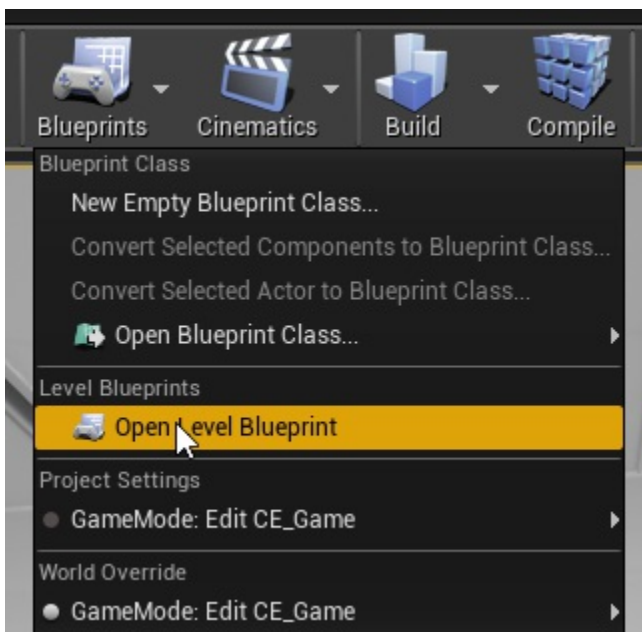 Blueprints Cinematics Build Compile
Blueprint Class
New Empty Blueprint Class...
Convert Selected Components to Blueprint Class...
Convert Selected Actor to Blueprint Class...
Open Blueprint Class...
Level Blueprints
Open Level Blueprint
Project Settings
GameMode: Edit CE_Game
World Override
GameMode: Edit CE_Game